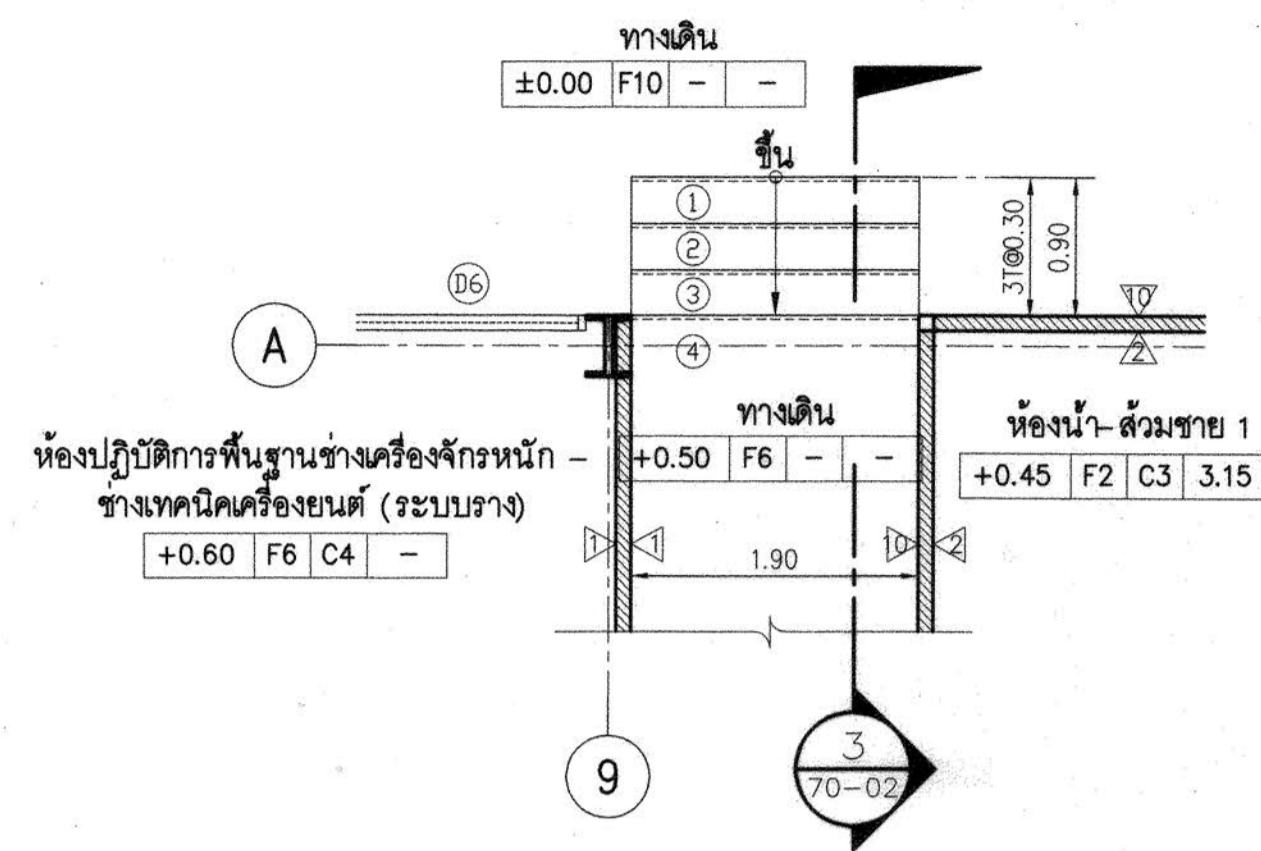 ทางเดิน
±0.00 F10 - -
ขึ้น
1
2
3
4
3T@0.30
0.90
D6
10
2
A
ทางเดิน
+0.50 F6 - -
ห้องน้ำ-ส้วมชาย 1
+0.45 F2 C3 3.15
ห้องปฏิบัติการพื้นฐานช่างเครื่องจักรหนัก -
ช่างเทคนิคเครื่องยนต์ (ระบบราง)
+0.60 F6 C4 -
1 1
10 2
1.90
9
3
70-02